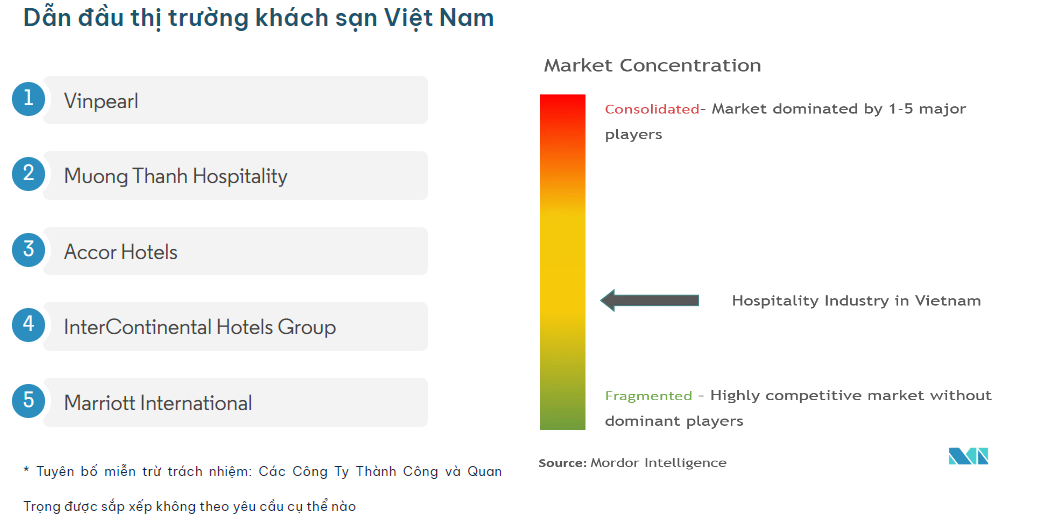 Dẫn đầu thị trường khách sạn Việt Nam
1
Vinpearl
2
Muong Thanh Hospitality
3
Accor Hotels
4
InterContinental Hotels Group
5
Marriott International
* Tuyên bố miễn trừ trách nhiệm: Các Công Ty Thành Công và Quan
Trọng được sắp xếp không theo yêu cầu cụ thể nào
Market Concentration
Consolidated- Market dominated by 1-5 major
players
Hospitality Industry in Vietnam
Fragmented - Highly competitive market without
dominant players
Source: Mordor Intelligence